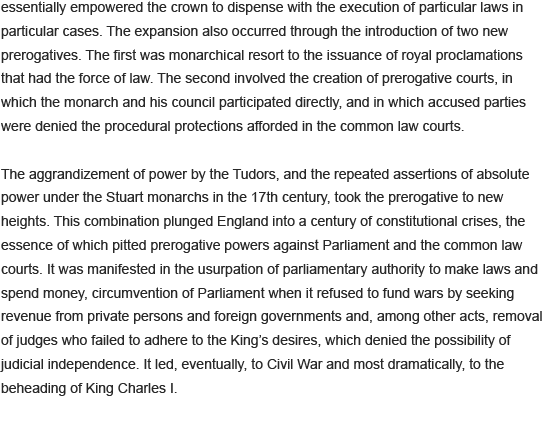 essentially empowered the crown to dispense with the execution of particular laws in
particular cases. The expansion also occurred through the introduction of two new
prerogatives. The first was monarchical resort to the issuance of royal proclamations
that had the force of law. The second involved the creation of prerogative courts, in
which the monarch and his council participated directly, and in which accused parties
were denied the procedural protections afforded in the common law courts.
The aggrandizement of power by the Tudors, and the repeated assertions of absolute
power under the Stuart monarchs in the 17th century, took the prerogative to new
heights. This combination plunged England into a century of constitutional crises, the
essence of which pitted prerogative powers against Parliament and the common law
courts. It was manifested in the usurpation of parliamentary authority to make laws and
spend money, circumvention of Parliament when it refused to fund wars by seeking
revenue from private persons and foreign governments and, among other acts, removal
of judges who failed to adhere to the King's desires, which denied the possibility of
judicial independence. It led, eventually, to Civil War and most dramatically, to the
beheading of King Charles I.